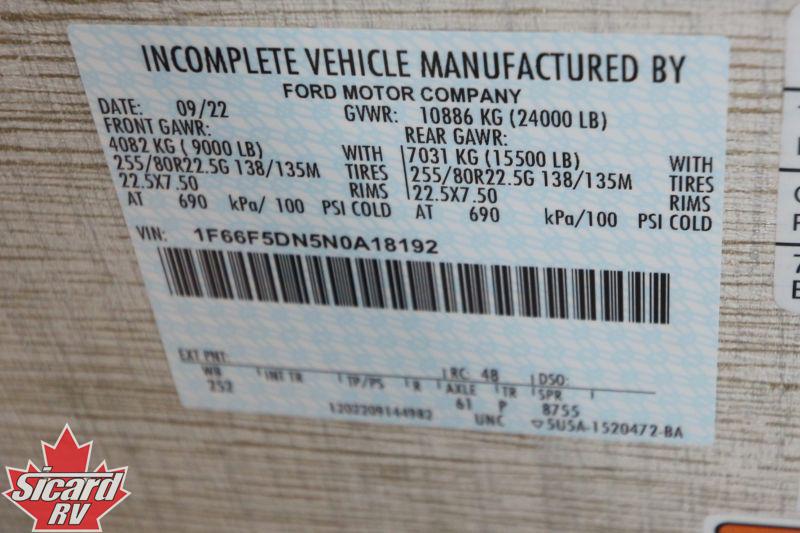 INCOMPLETE VEHICLE MANUFACTURED BY
FORD MOTOR COMPANY
DATE: 09/22 GVWR: 10886 KG (24000 LB)
FRONT GAWR: REAR GAWR:
4082 KG ( 9000 LB) WITH 7031 KG (15500 LB) WITH
255/80R22.5G 138/135M TIRES 255/80R22.5G 138/135M TIRES
22.5X7.50 RIMS 22.5X7.50 RIMS
AT 690 kPa/ 100 PSI COLD AT 690 kPa/100 PSI COLD
VIN: 1F66F5DN5N0A18192
EXT PNT: RC: 48 DSO:
WB INT TR TP/PS R AXLE TR SPR
252 61 P 8755
1202209144982 UNC 5U5A-1520472-BA
Sicard
RV